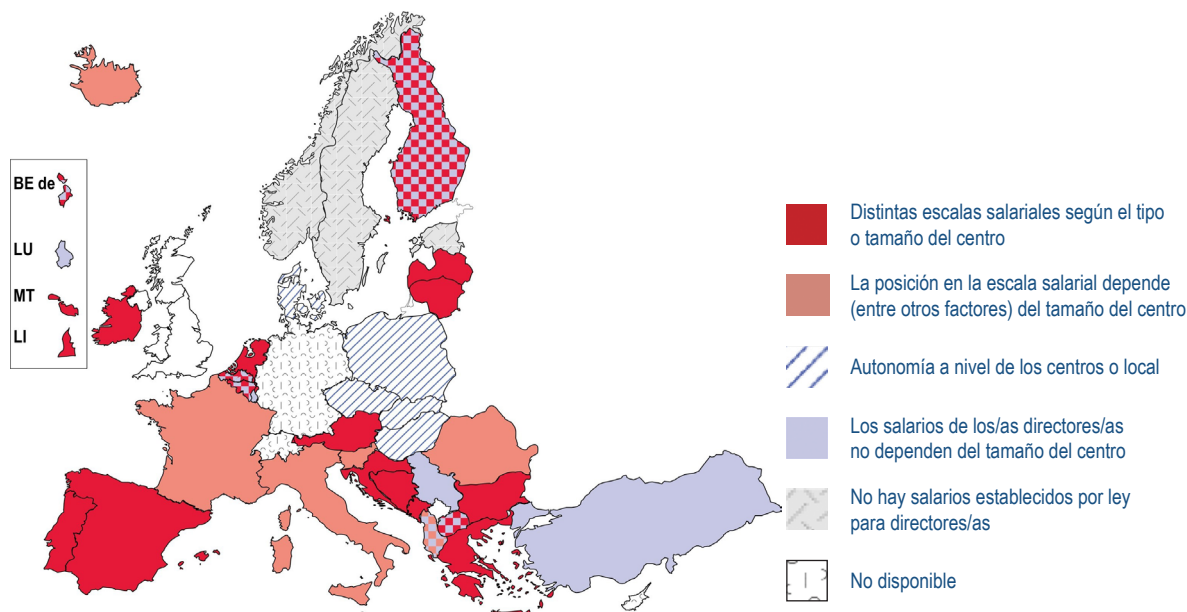 BE de
LU
MT
LI
Distintas escalas salariales según el tipo
o tamaño del centro
La posición en la escala salarial depende
(entre otros factores) del tamaño del centro
Autonomía a nivel de los centros o local
Los salarios de los/as directores/as
no dependen del tamaño del centro
No hay salarios establecidos por ley
para directores/as
No disponible